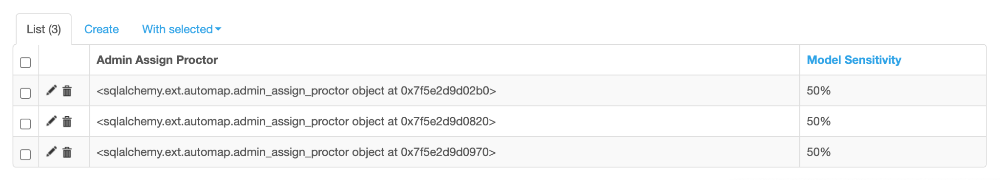 List (3) Create With selected
Admin Assign Proctor Model Sensitivity
<sqlalchemy.ext.automap.admin_assign_proctor object at 0x7f5e2d9d02b0> 50%
<sqlalchemy.ext.automap.admin_assign_proctor object at 0x7f5e2d9d0820> 50%
<sqlalchemy.ext.automap.admin_assign_proctor object at 0x7f5e2d9d0970> 50%